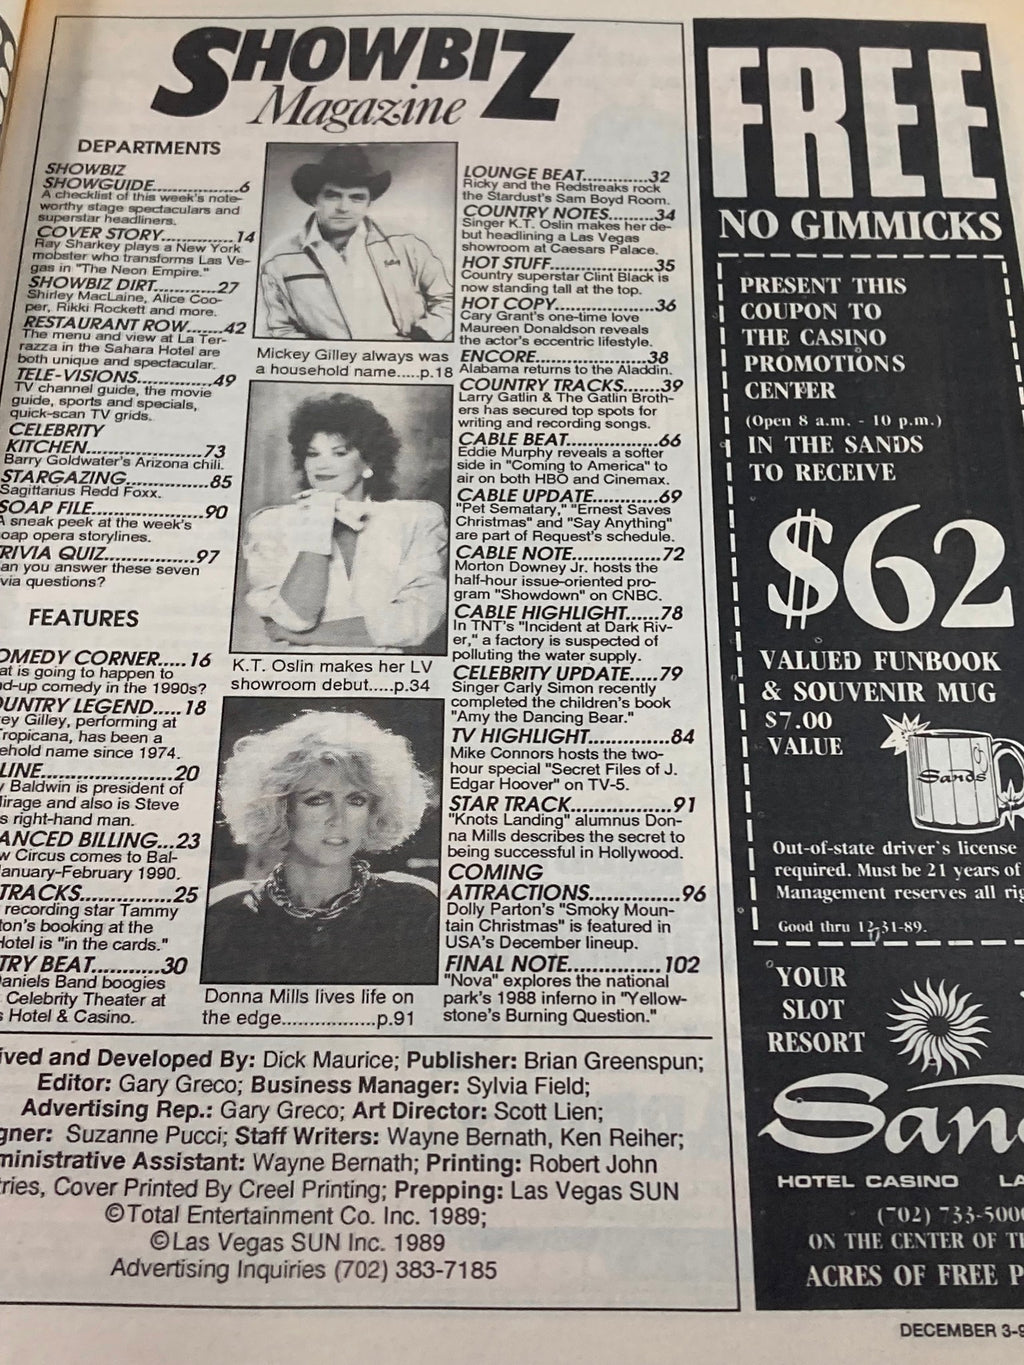 SHOWBIZ
Magazine
DEPARTMENTS
SHOWBIZ
SHOWGUIDE...............6
A checklist of this week's note-
worthy stage spectaculars and
superstar headliners.
COVER STORY............14
Ray Sharkey plays a New York
mobster who transforms Las Ve-
gas in "The Neon Empire."
SHOWBIZ DIRT...........27
Shirley MacLaine, Alice Coo-
per, Rikki Rockett and more.
RESTAURANT ROW.......42
The menu and view at La Ter-
razza in the Sahara Hotel are
both unique and spectacular.
TELE-VISIONS............49
TV channel guide, the movie
guide, sports and specials,
quick-scan TV grids.
CELEBRITY
KITCHEN.................73
Barry Goldwater's Arizona chili.
STARGAZING.............85
Sagittarius Redd Foxx.
SOAP FILE................90
A sneak peek at the week's
soap opera storylines.
TRIVIA QUIZ..............97
an you answer these seven
via questions?
FEATURES
OMEDY CORNER.....16
at is going to happen to
d-up comedy in the 1990s?
OUNTRY LEGEND.....18
ey Gilley, performing at
ropicana, has been a
ehold name since 1974.
LINE....................20
y Baldwin is president of
irage and also is Steve
s right-hand man.
ANCED BILLING...23
w Circus comes to Bal-
January-February 1990.
TRACKS...............25
recording star Tammy
ton's booking at the
Hotel is "in the cards."
TRY BEAT............30
aniels Band boogies
Celebrity Theater at
s Hotel & Casino.
Mickey Gilley always was
a household name.....p.18
K.T. Oslin makes her LV
showroom debut.....p.34
Donna Mills lives life on
the edge.................p.91
LOUNGE BEAT...........32
Ricky and the Redstreaks rock
the Stardust's Sam Boyd Room.
COUNTRY NOTES.......34
Singer K.T. Oslin makes her de-
but headlining a Las Vegas
showroom at Caesars Palace.
HOT STUFF...............35
Country superstar Clint Black is
now standing tall at the top.
HOT COPY................36
Cary Grant's one-time love
Maureen Donaldson reveals
the actor's eccentric lifestyle.
ENCORE...................38
Alabama returns to the Aladdin.
COUNTRY TRACKS......39
Larry Gatlin & The Gatlin Broth-
ers has secured top spots for
writing and recording songs.
CABLE BEAT..............66
Eddie Murphy reveals a softer
side in "Coming to America" to
air on both HBO and Cinemax.
CABLE UPDATE..........69
"Pet Sematary," "Ernest Saves
Christmas" and "Say Anything"
are part of Request's schedule.
CABLE NOTE.............72
Morton Downey Jr. hosts the
half-hour issue-oriented pro-
gram "Showdown" on CNBC.
CABLE HIGHLIGHT......78
In TNT's "Incident at Dark Riv-
er," a factory is suspected of
polluting the water supply.
CELEBRITY UPDATE.....79
Singer Carly Simon recently
completed the children's book
"Amy the Dancing Bear."
TV HIGHLIGHT............84
Mike Connors hosts the two-
hour special "Secret Files of J.
Edgar Hoover" on TV-5.
STAR TRACK..............91
"Knots Landing" alumnus Don-
na Mills describes the secret to
being successful in Hollywood.
COMING
ATTRACTIONS...........96
Dolly Parton's "Smoky Moun-
tain Christmas" is featured in
USA's December lineup.
FINAL NOTE.............102
"Nova" explores the national
park's 1988 inferno in "Yellow-
stone's Burning Question."
ived and Developed By: Dick Maurice; Publisher: Brian Greenspun;
Editor: Gary Greco; Business Manager: Sylvia Field;
Advertising Rep.: Gary Greco; Art Director: Scott Lien;
gner: Suzanne Pucci; Staff Writers: Wayne Bernath, Ken Reiher;
ministrative Assistant: Wayne Bernath; Printing: Robert John
tries, Cover Printed By Creel Printing; Prepping: Las Vegas SUN
©Total Entertainment Co. Inc. 1989;
©Las Vegas SUN Inc. 1989
Advertising Inquiries (702) 383-7185
FREE
NO GIMMICKS
PRESENT THIS
COUPON TO
THE CASINO
PROMOTIONS
CENTER
(Open 8 a.m. - 10 p.m.)
IN THE SANDS
TO RECEIVE
$62
VALUED FUNBOOK
& SOUVENIR MUG
$7.00
VALUE
Sands
Out-of-state driver's license
required. Must be 21 years of
Management reserves all rig
Good thru 12-31-89.
YOUR
SLOT
RESORT
San
HOTEL CASINO LA
(702) 733-5000
ON THE CENTER OF T
ACRES OF FREE P
DECEMBER 3-9